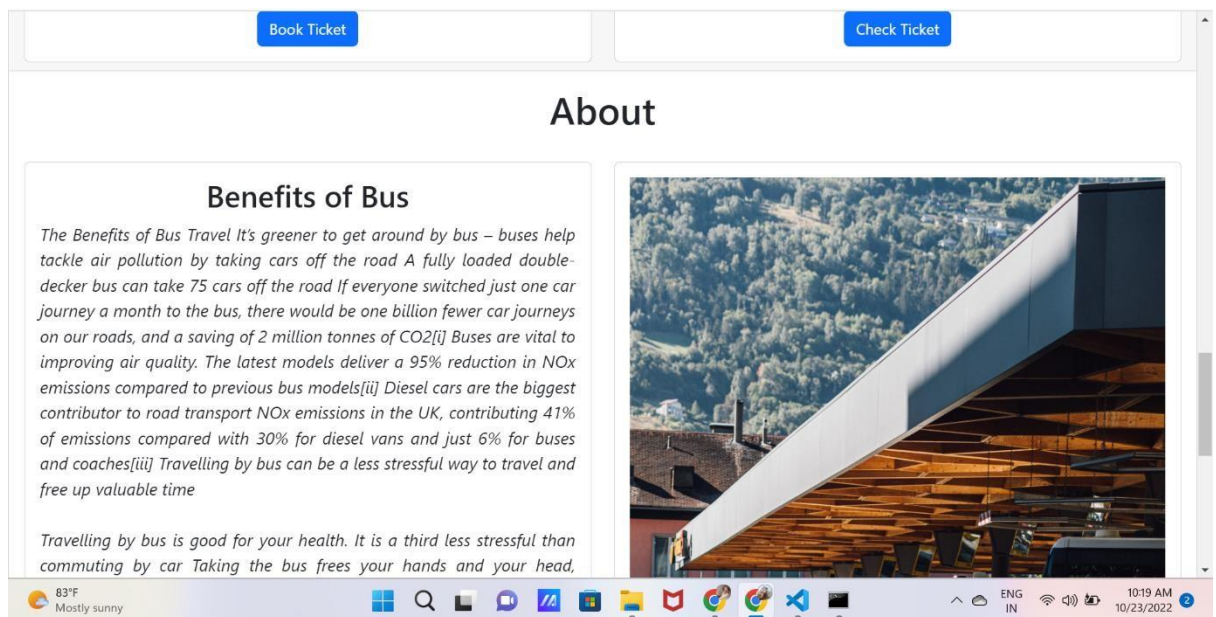 Book Ticket
Check Ticket
About
Benefits of Bus
The Benefits of Bus Travel It's greener to get around by bus – buses help
tackle air pollution by taking cars off the road A fully loaded double-
decker bus can take 75 cars off the road If everyone switched just one car
journey a month to the bus, there would be one billion fewer car journeys
on our roads, and a saving of 2 million tonnes of CO2[i] Buses are vital to
improving air quality. The latest models deliver a 95% reduction in NOx
emissions compared to previous bus models[ii] Diesel cars are the biggest
contributor to road transport NOx emissions in the UK, contributing 41%
of emissions compared with 30% for diesel vans and just 6% for buses
and coaches[iii] Travelling by bus can be a less stressful way to travel and
free up valuable time
Travelling by bus is good for your health. It is a third less stressful than
commuting by car Taking the bus frees your hands and your head,
83°F
Mostly sunny
ENG
IN
10:19 AM
10/23/2022
2